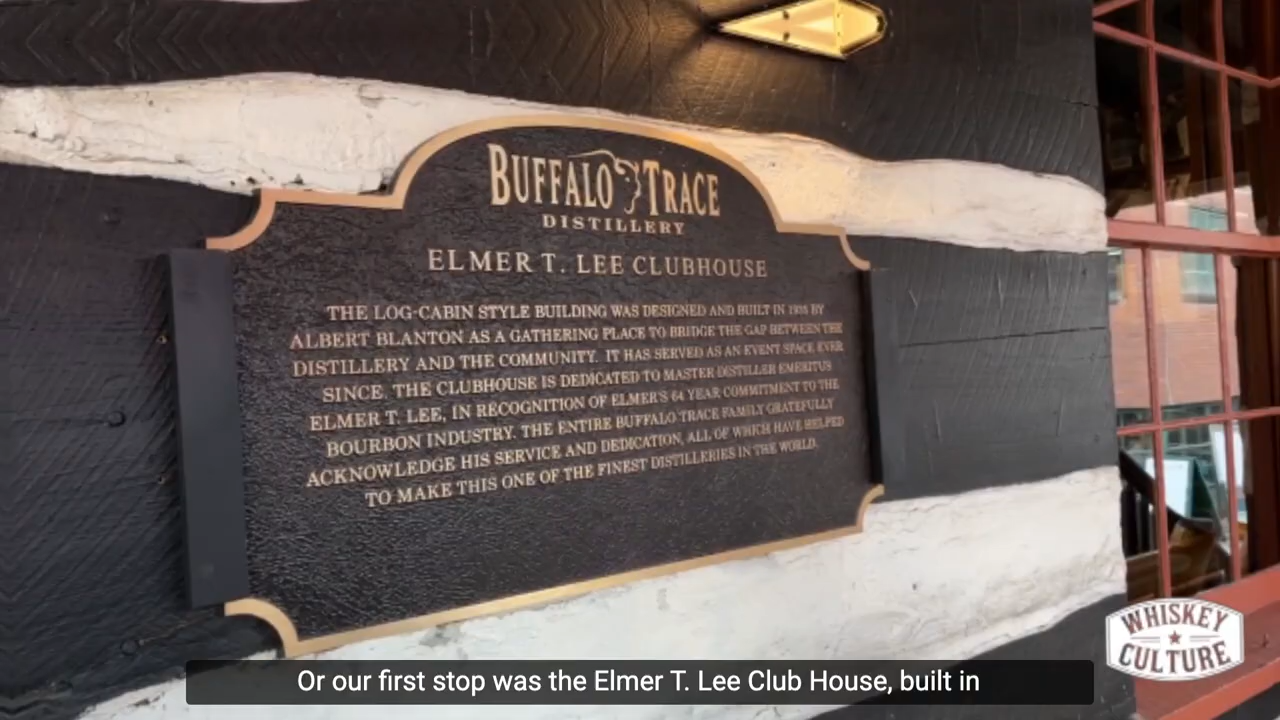 BUFFALO TRACE
DISTILLERY
ELMER T. LEE CLUBHOUSE
THE LOG-CABIN STYLE BUILDING WAS DESIGNED AND BUILT IN BY
ALBERT BLANTON AS A GATHERING PLACE TO BRIDGE THE GAP BETWEEN THE
DISTILLERY AND THE COMMUNITY. IT HAS SERVED AS AN EVENT SPACE EVER
SINCE. THE CLUBHOUSE IS DEDICATED TO MASTER DISTILLER EMERITUS
ELMER T. LEE, IN RECOGNITION OF ELMER'S 64 YEAR COMMITMENT TO THE
BOURBON INDUSTRY. THE ENTIRE BUFFALO TRACE FAMILY GRATEFULLY
ACKNOWLEDGE HIS SERVICE AND DEDICATION, ALL OF WHICH HAVE HELPED
TO MAKE THIS ONE OF THE FINEST DISTILLERIES IN THE WORLD.
WHISKEY
CULTURE
Or our first stop was the Elmer T. Lee Club House, built in